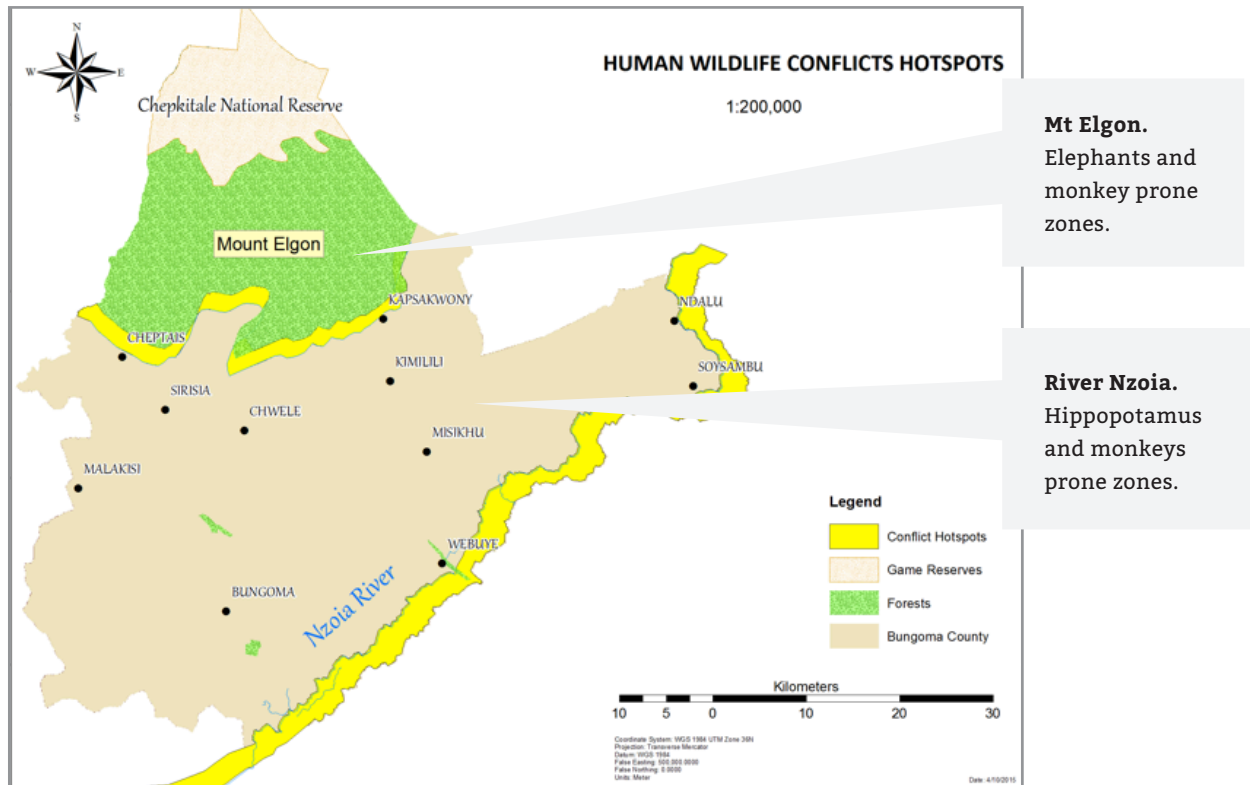 N
W
E
S
HUMAN WILDLIFE CONFLICTS HOTSPOTS
1:200,000
Chepkitale National Reserve
Mount Elgon
Mt Elgon.
Elephants and
monkey prone
zones.
KAPSAKWONY
NDALU
CHEPTAIS
KIMILILI
SOYSAMBU
SIRISIA
CHWELE
MISIKHU
MALAKISI
River Nzoia.
Hippopotamus
and monkeys
prone zones.
WEBUYE
BUNGOMA
Nzoia River
Legend
Conflict Hotspots
Game Reserves
Forests
Bungoma County
Kilometers
10 5 0 10 20 30
Coordinate System: WGS 1984 UTM Zone 36N
Projection: Transverse Mercator
Datum: WGS 1984
False Easting: 500,000.0000
False Northing: 0.0000
Units: Meter
Date: 4/10/2015